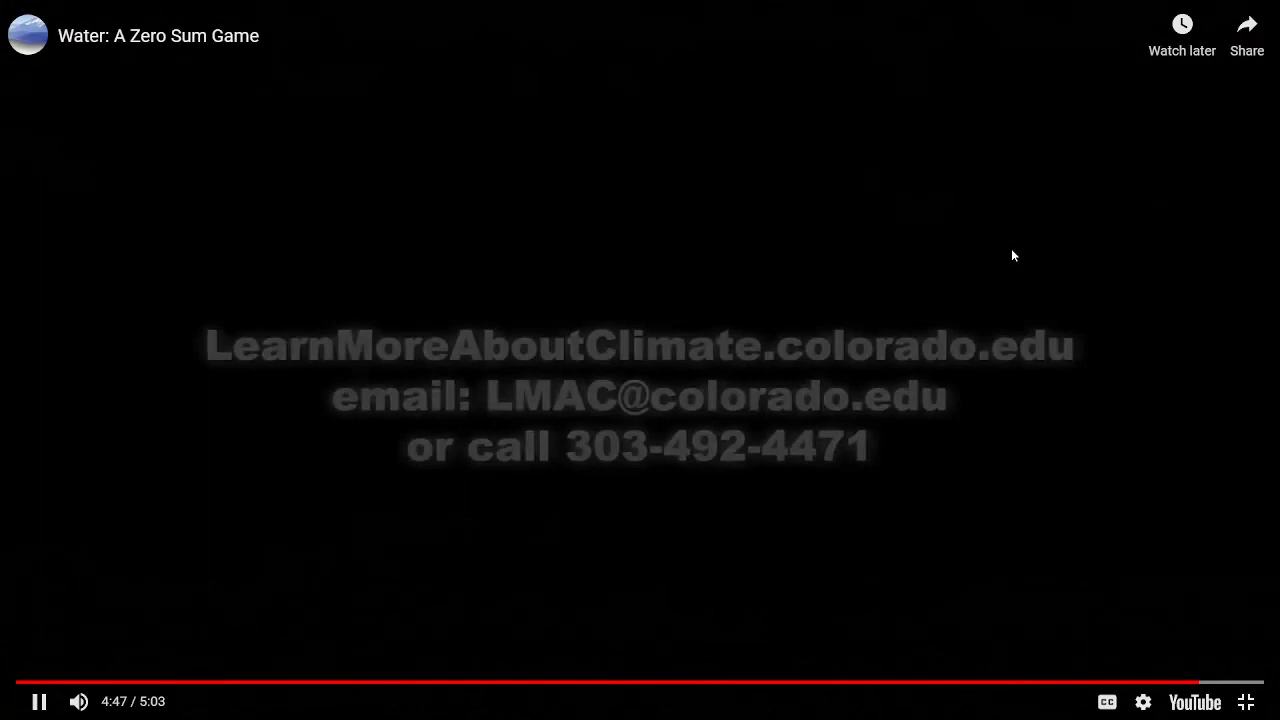 Water: A Zero Sum Game
Watch later
Share
LearnMoreAboutClimate.colorado.edu
email: LMAC@colorado.edu
or call 303-492-4471
4:47 / 5:03
CC
YouTube